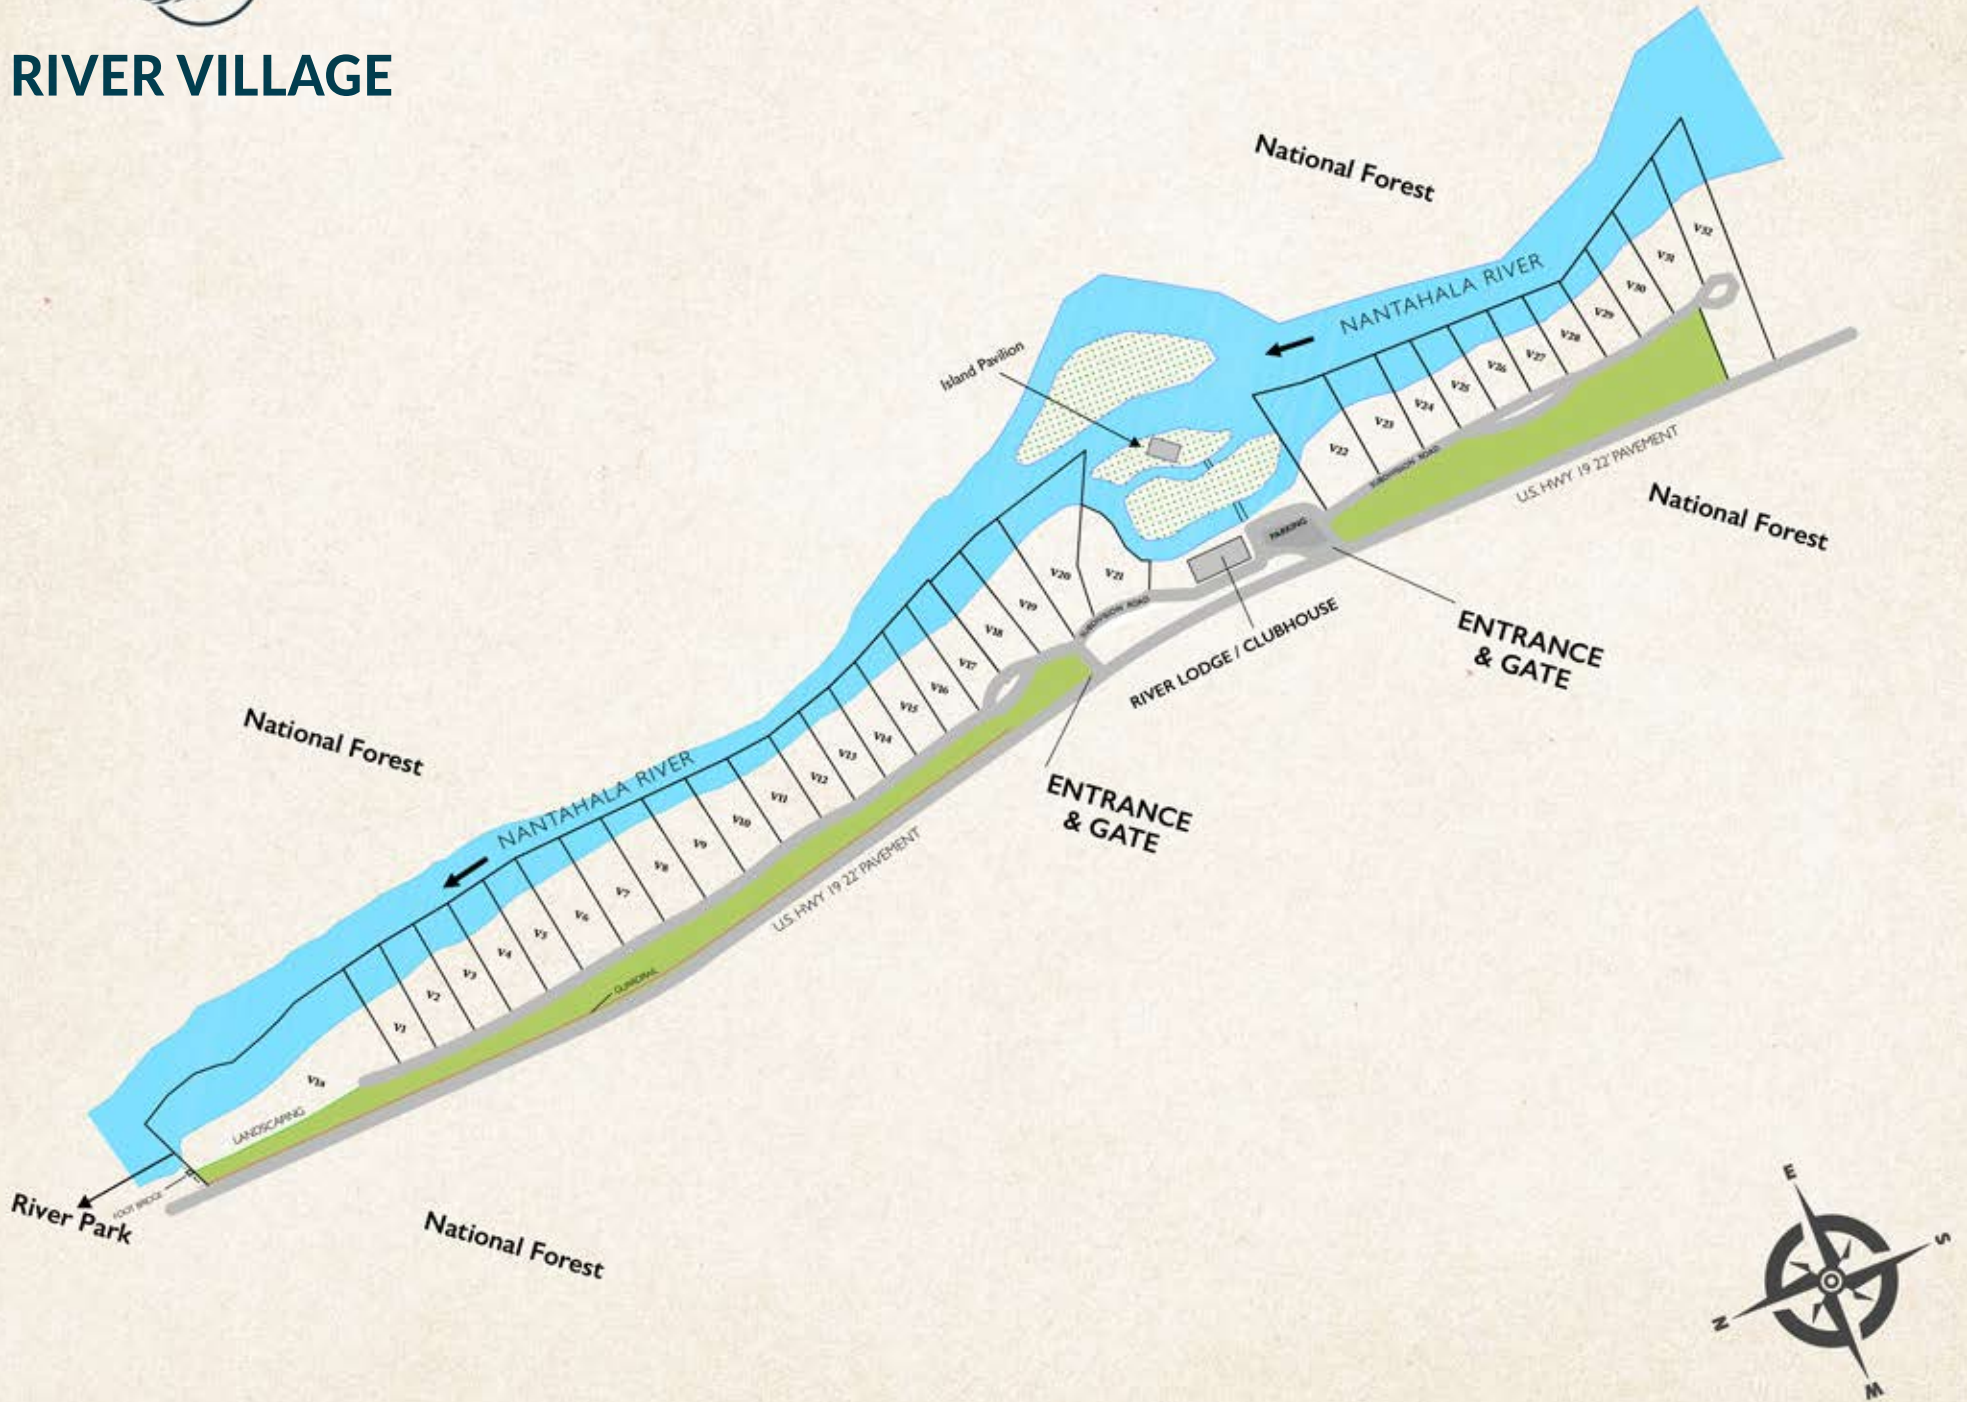 RIVER VILLAGE
National Forest
NANTAHALA RIVER
Island Pavilion
V32
V31
V30
V29
V28
V27
V26
V25
V24
V23
V22
SUBDIVISION ROAD
U.S. HWY 19 22' PAVEMENT
National Forest
PARKING
ENTRANCE
& GATE
RIVER LODGE / CLUBHOUSE
V21
V20
V19
V18
V17
V16
V15
V14
V13
V12
V11
V10
V9
V8
V7
V6
V5
V4
V3
V2
V1
V1a
SUBDIVISION ROAD
ENTRANCE
& GATE
National Forest
NANTAHALA RIVER
U.S. HWY 19 22' PAVEMENT
GUARDRAIL
LANDSCAPING
FOOT BRIDGE
River Park
National Forest
E
S
N
W